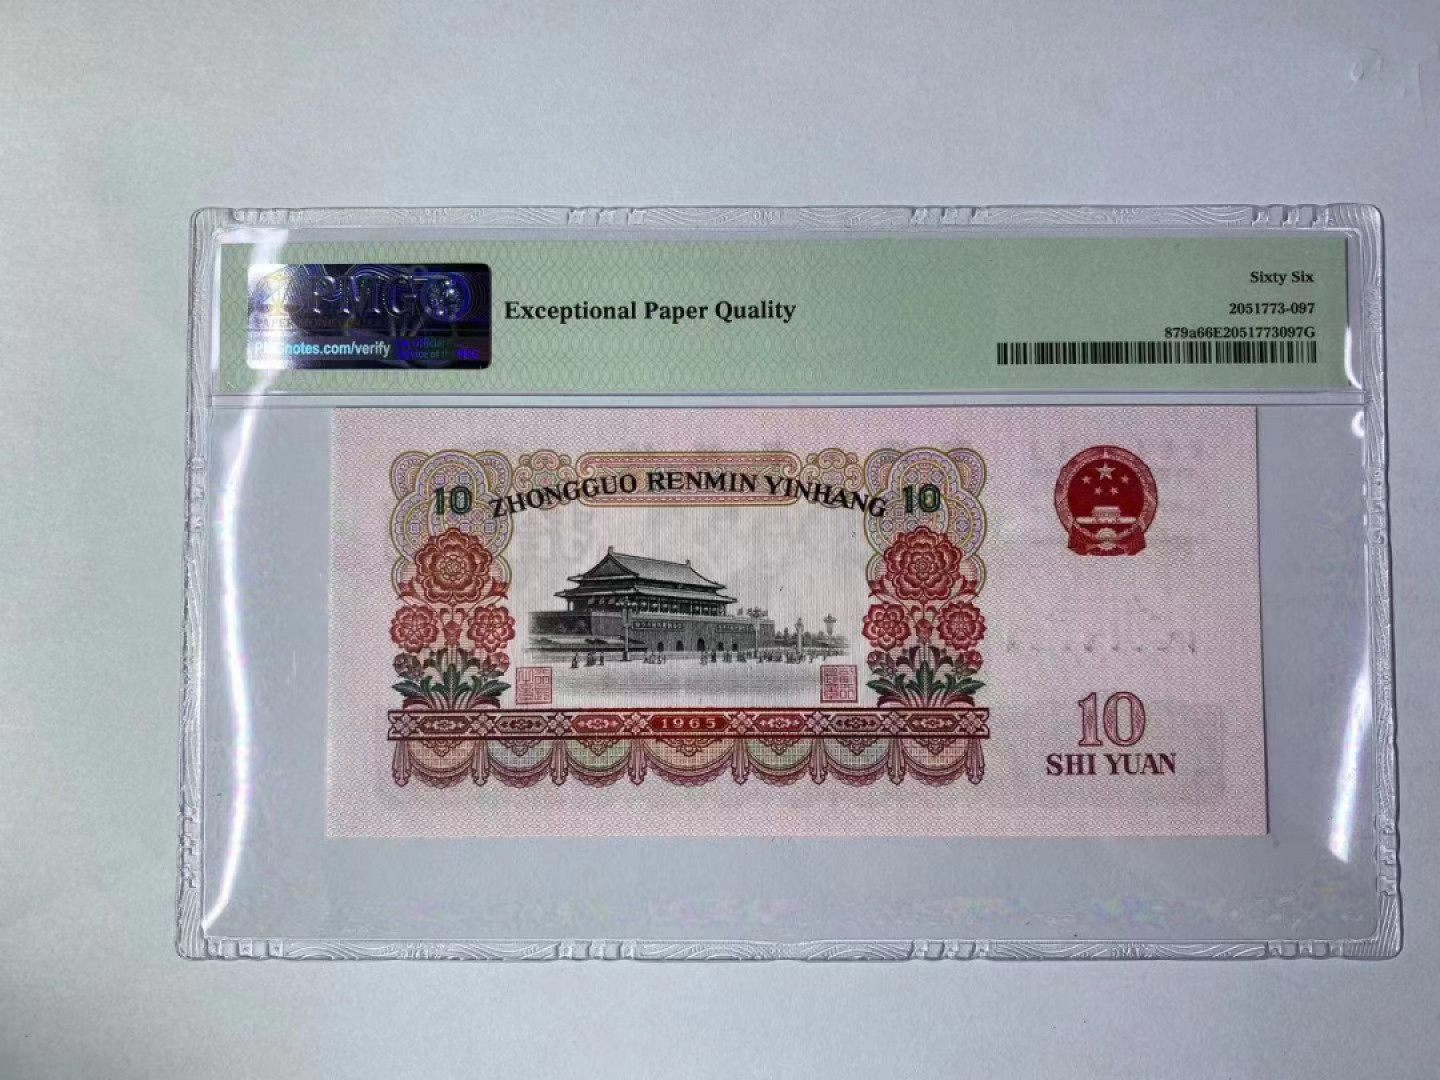 PMG
PMGnotes.com/verify
Exceptional Paper Quality
Sixty Six
2051773-097
879a66E2051773097G
10 ZHONGGUO RENMIN YINHANG 10
1965
10
SHI YUAN